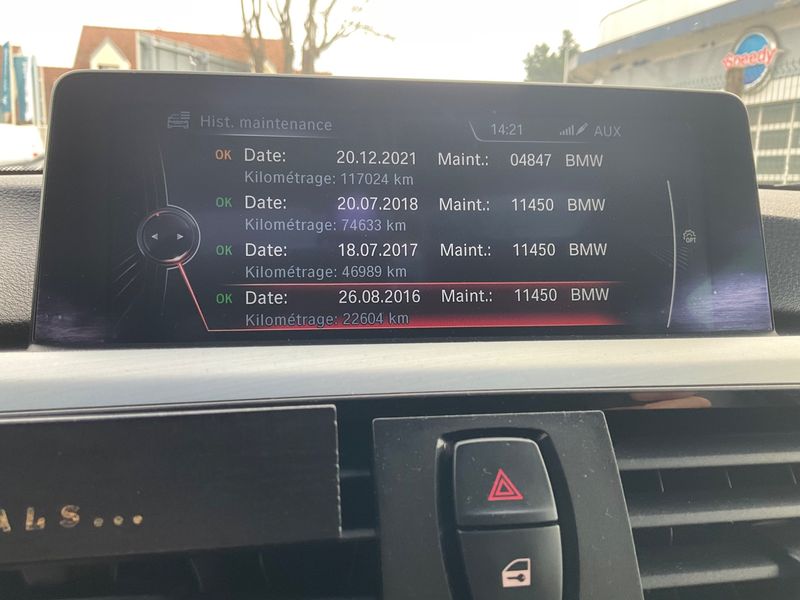 Speedy
Hist. maintenance
14:21 AUX
OK Date: 20.12.2021 Maint.: 04847 BMW
Kilométrage: 117024 km
OK Date: 20.07.2018 Maint.: 11450 BMW
Kilométrage: 74633 km
OK Date: 18.07.2017 Maint.: 11450 BMW
Kilométrage: 46989 km
OPT
OK Date: 26.08.2016 Maint.: 11450 BMW
Kilométrage: 22604 km
ALS...